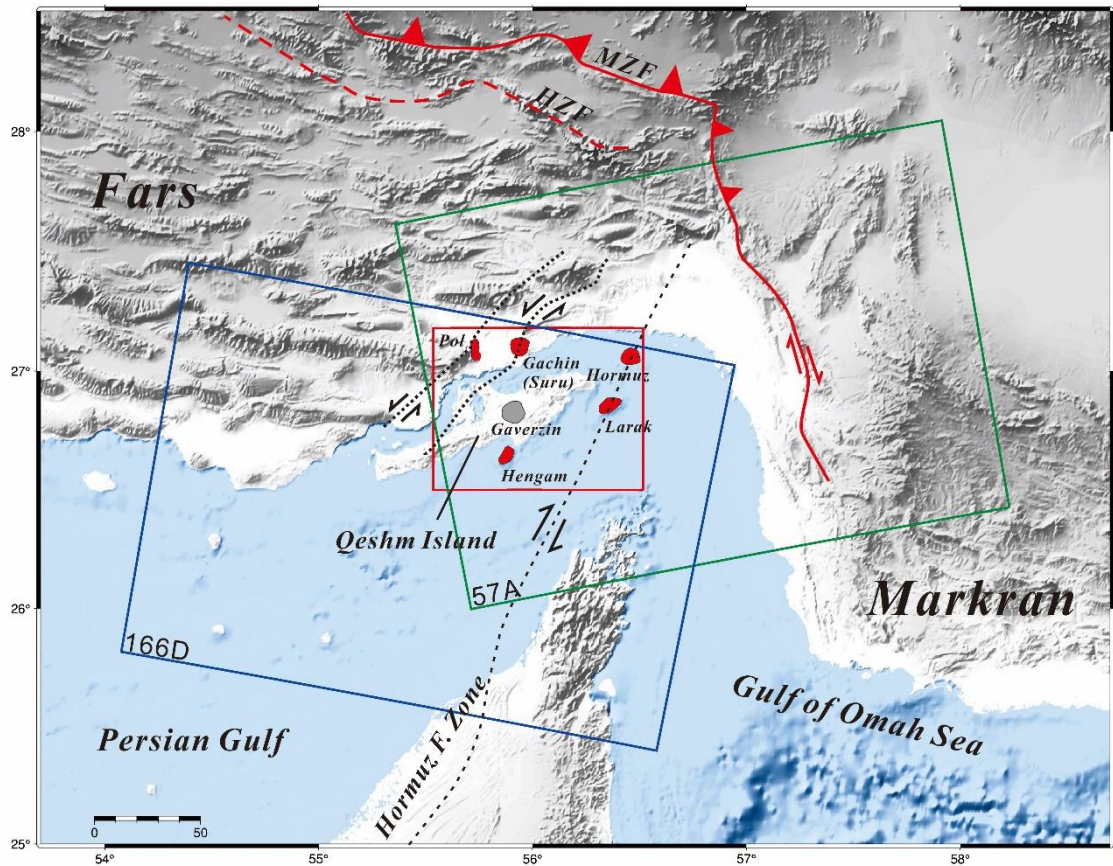 MZF
HZF
28°
Fars
Pol
Gachin
(Suru)
Hormuz
27°
Gaverzin
Larak
Hengam
Qeshm Island
57A
26°
Markran
166D
Gulf of Omah Sea
Persian Gulf
Hormuz F. Zone
0
50
25°
54°
55°
56°
57°
58°